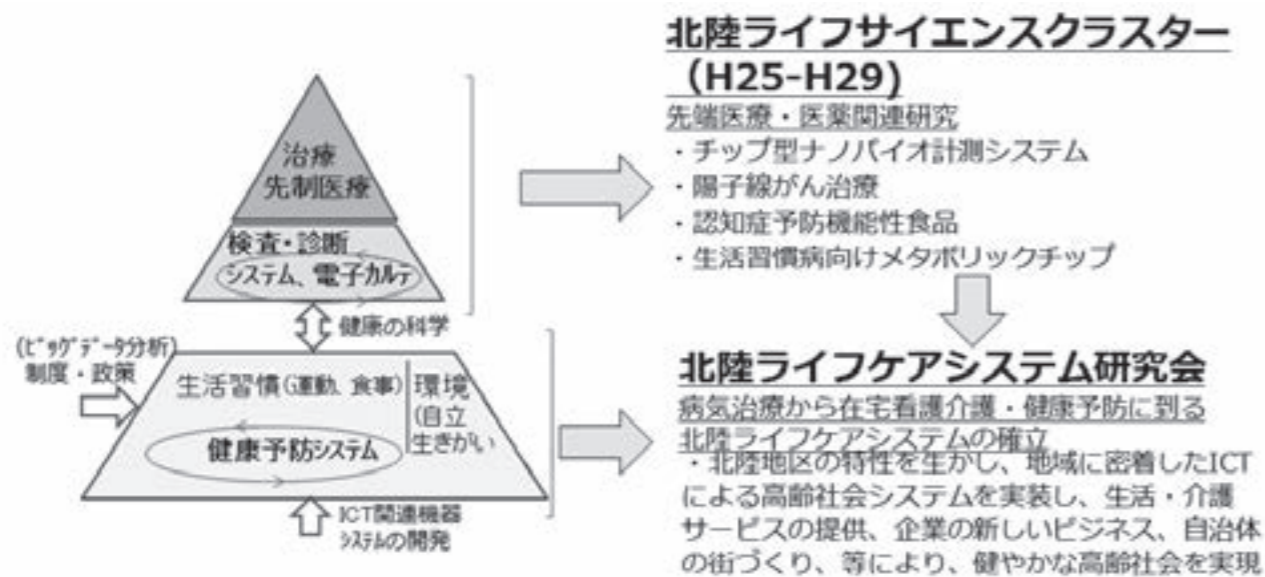 治療
先制医療
検査・診断
システム、電子カルテ
健康の科学
(ﾋﾞｯｸﾞﾃﾞｰﾀ分析)
制度・政策
生活習慣(運動、食事)
環境
(自立
生きがい
健康予防システム
ICT関連機器
ｼｽﾃﾑの開発
北陸ライフサイエンスクラスター
(H25-H29)
先端医療・医薬関連研究
・チップ型ナノバイオ計測システム
・陽子線がん治療
・認知症予防機能性食品
・生活習慣病向けメタボリックチップ
北陸ライフケアシステム研究会
病気治療から在宅看護介護・健康予防に到る
北陸ライフケアシステムの確立
・北陸地区の特性を生かし、地域に密着したICT
による高齢社会システムを実装し、生活・介護
サービスの提供、企業の新しいビジネス、自治体
の街づくり、等により、健やかな高齢社会を実現